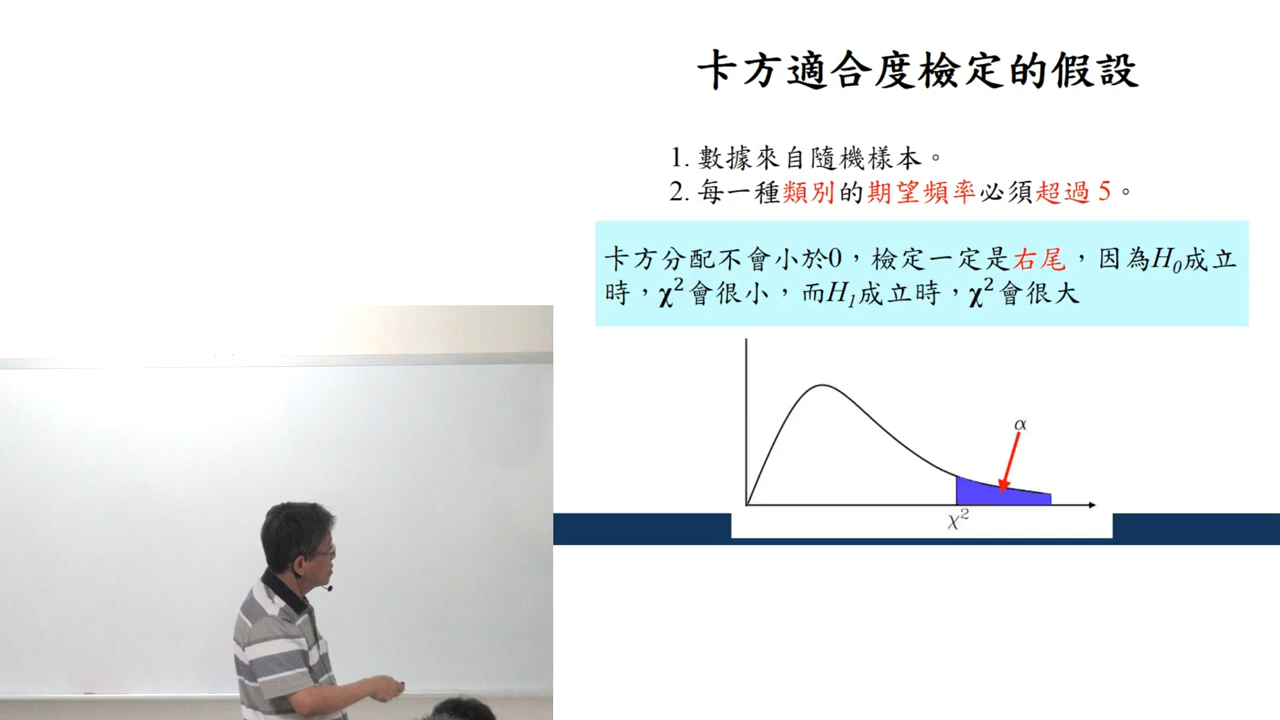 卡方適合度檢定的假設
1. 數據來自隨機樣本。
2. 每一種類別的期望頻率必須超過 5。
卡方分配不會小於0，檢定一定是右尾，因為H₀成立
時，χ²會很小，而H₁成立時，χ²會很大
α
χ²